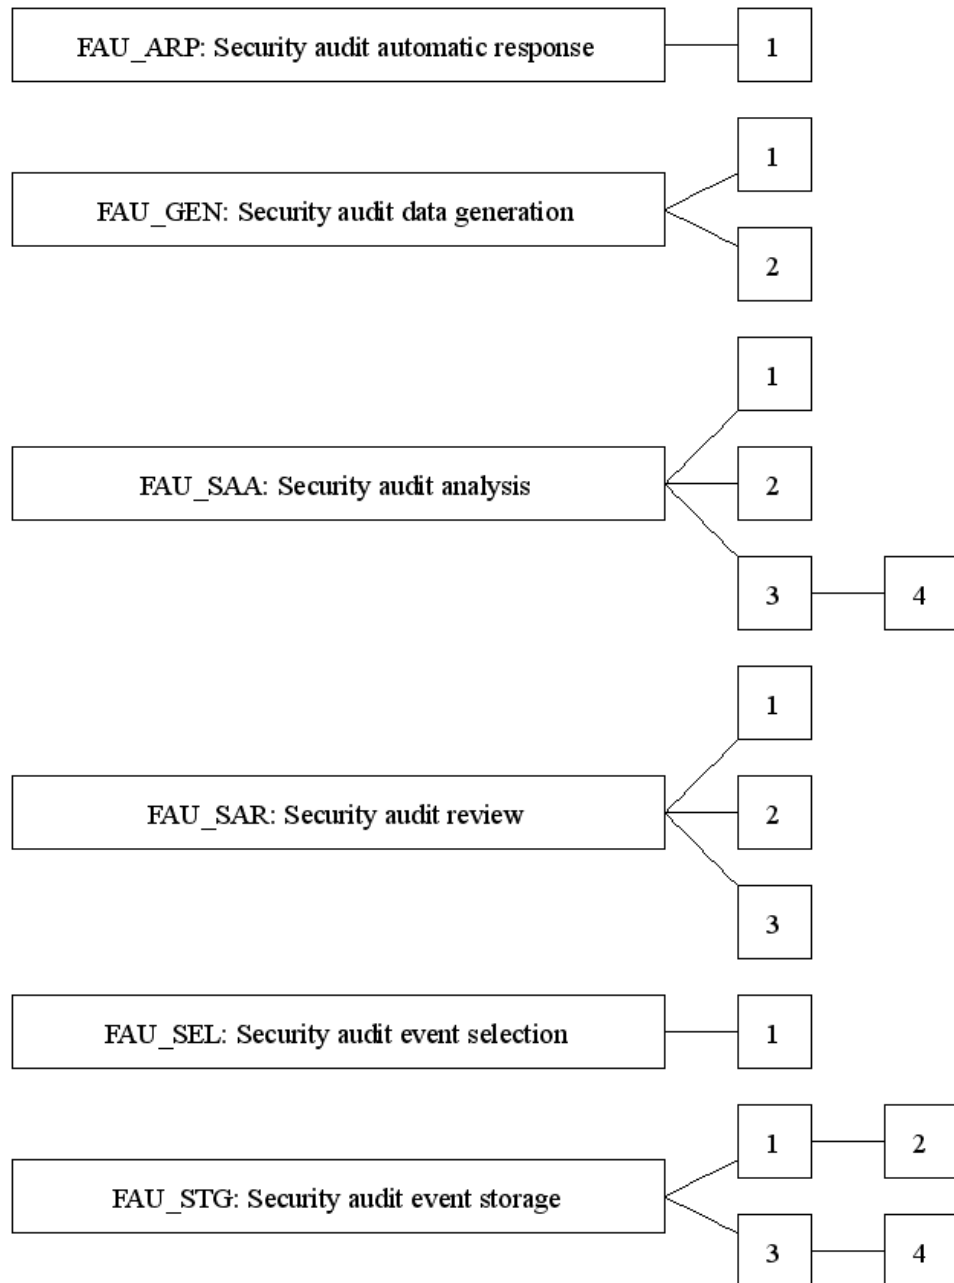 FAU_ARP: Security audit automatic response 1
1
FAU_GEN: Security audit data generation
2
1
FAU_SAA: Security audit analysis 2
3 4
1
FAU_SAR: Security audit review 2
3
FAU_SEL: Security audit event selection 1
1 2
FAU_STG: Security audit event storage
3 4